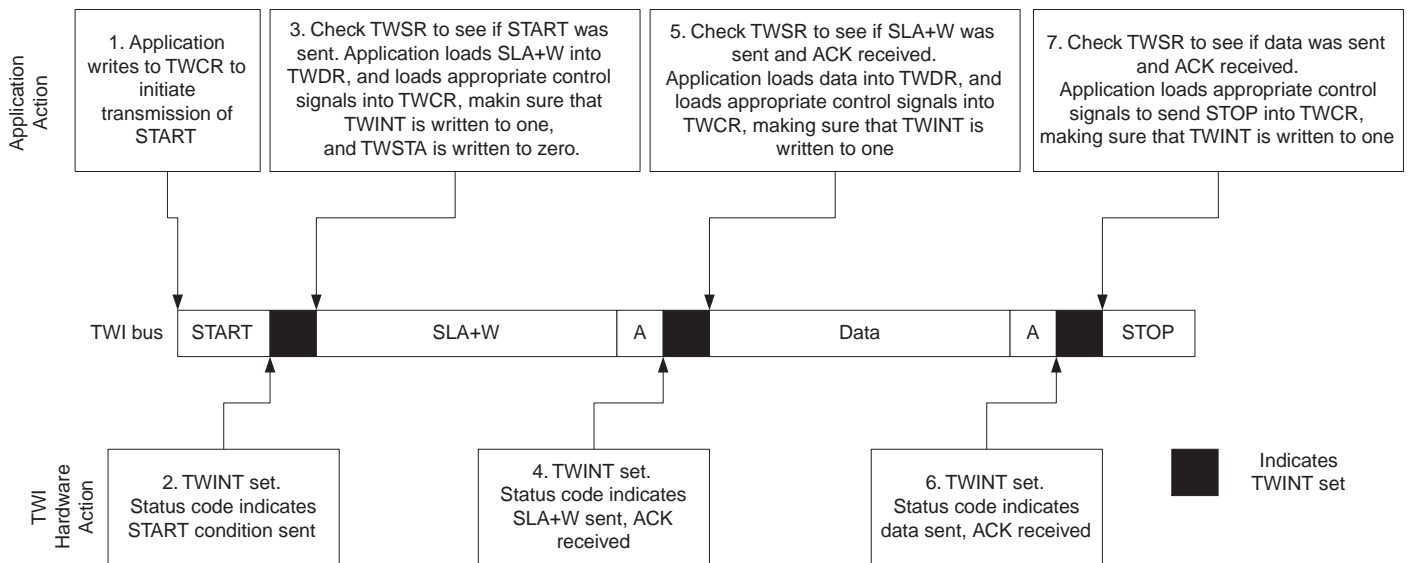 Application
Action
1. Application
writes to TWCR to
initiate
transmission of
START
3. Check TWSR to see if START was
sent. Application loads SLA+W into
TWDR, and loads appropriate control
signals into TWCR, makin sure that
TWINT is written to one,
and TWSTA is written to zero.
5. Check TWSR to see if SLA+W was
sent and ACK received.
Application loads data into TWDR, and
loads appropriate control signals into
TWCR, making sure that TWINT is
written to one
7. Check TWSR to see if data was sent
and ACK received.
Application loads appropriate control
signals to send STOP into TWCR,
making sure that TWINT is written to one
TWI bus
START
SLA+W
A
Data
A
STOP
TWI
Hardware
Action
2. TWINT set.
Status code indicates
START condition sent
4. TWINT set.
Status code indicates
SLA+W sent, ACK
received
6. TWINT set.
Status code indicates
data sent, ACK received
Indicates
TWINT set